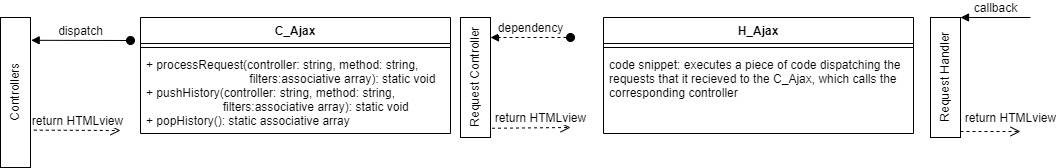 callback
dispatch
C_Ajax
dependency
H_Ajax
Controllers
+ processRequest(controller: string, method: string,
filters:associative array): static void
+ pushHistory(controller: string, method: string,
filters:associative array): static void
+ popHistory(): static associative array
Request Controller
code snippet: executes a piece of code dispatching the
requests that it recieved to the C_Ajax, which calls the
corresponding controller
Request Handler
return HTMLview
return HTMLview
return HTMLview